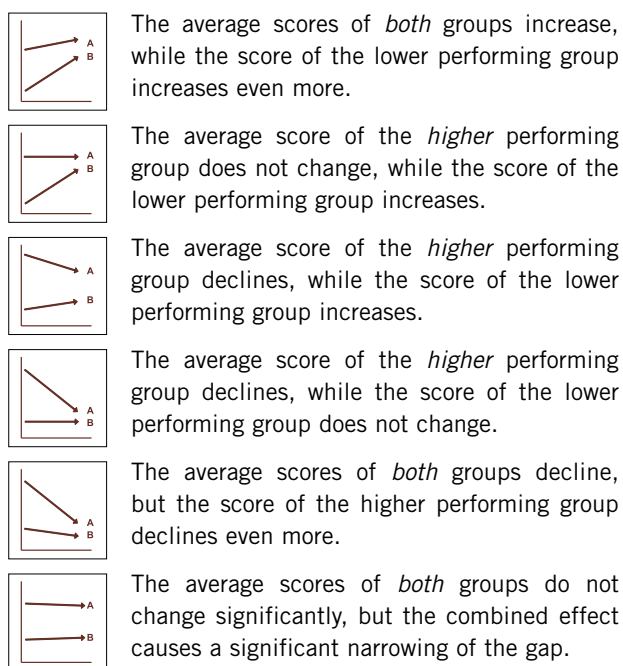 A
B
The average scores of both groups increase,
while the score of the lower performing group
increases even more.
A
B
The average score of the higher performing
group does not change, while the score of the
lower performing group increases.
A
B
The average score of the higher performing
group declines, while the score of the lower
performing group increases.
A
B
The average score of the higher performing
group declines, while the score of the lower
performing group does not change.
A
B
The average scores of both groups decline,
but the score of the higher performing group
declines even more.
A
B
The average scores of both groups do not
change significantly, but the combined effect
causes a significant narrowing of the gap.